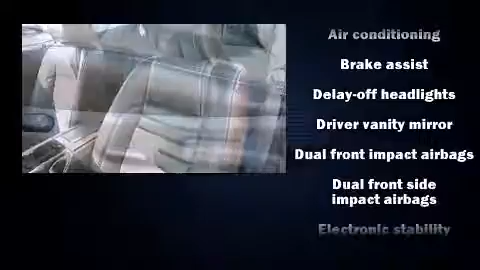 Air conditioning
Brake assist
Delay-off headlights
Driver vanity mirror
Dual front impact airbags
Dual front side
impact airbags
Electronic stability